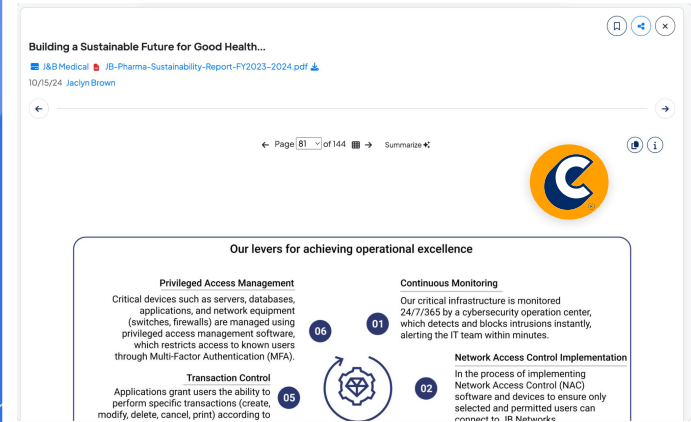 Building a Sustainable Future for Good Health...
J&B Medical JB-Pharma-Sustainability-Report-FY2023-2024.pdf
10/15/24 Jaclyn Brown
Page 81 of 144 Summarize
C
Our levers for achieving operational excellence
Privileged Access Management
Critical devices such as servers, databases,
applications, and network equipment
(switches, firewalls) are managed using
privileged access management software,
which restricts access to known users
through Multi-Factor Authentication (MFA).
06
01
Continuous Monitoring
Our critical infrastructure is monitored
24/7/365 by a cybersecurity operation center,
which detects and blocks intrusions instantly,
alerting the IT team within minutes.
Transaction Control
Applications grant users the ability to
perform specific transactions (create,
modify, delete, cancel, print) according to
05
02
Network Access Control Implementation
In the process of implementing
Network Access Control (NAC)
software and devices to ensure only
selected and permitted users can
connect to JB Networks.